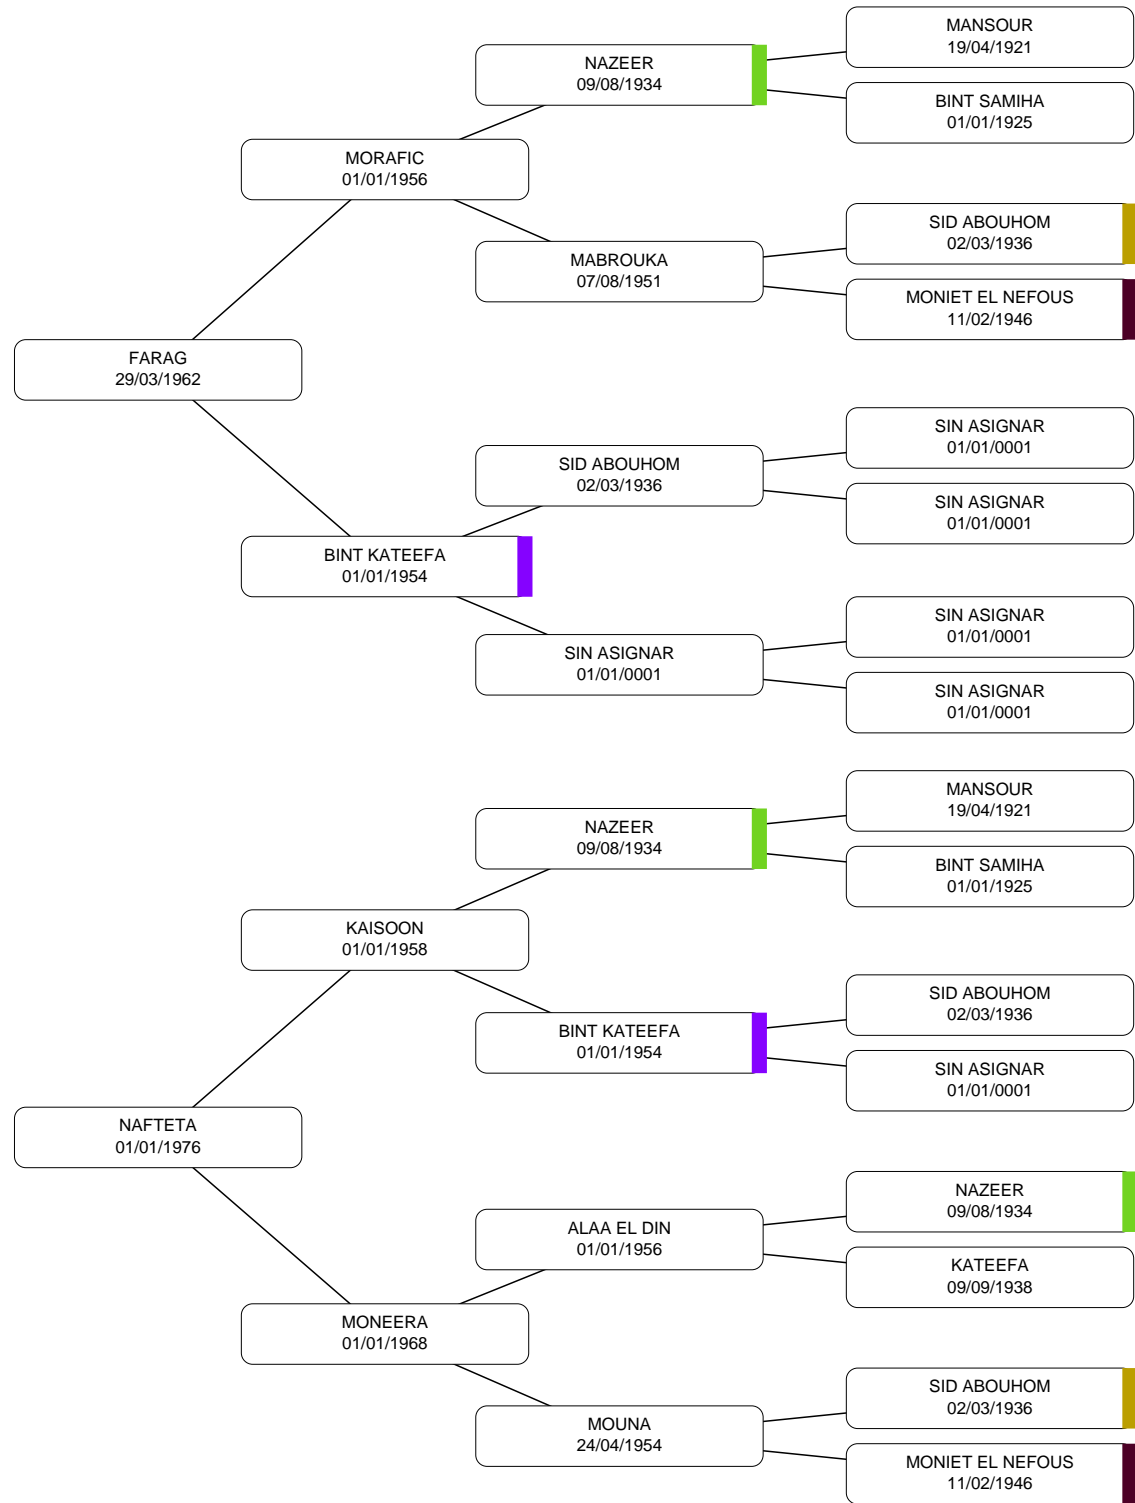 MANSOUR
19/04/1921
NAZEER
09/08/1934
BINT SAMIHA
01/01/1925
MORAFIC
01/01/1956
SID ABOUHOM
02/03/1936
MABROUKA
07/08/1951
MONIET EL NEFOUS
11/02/1946
FARAG
29/03/1962
SIN ASIGNAR
01/01/0001
SID ABOUHOM
02/03/1936
SIN ASIGNAR
01/01/0001
BINT KATEEFA
01/01/1954
SIN ASIGNAR
01/01/0001
SIN ASIGNAR
01/01/0001
SIN ASIGNAR
01/01/0001
MANSOUR
19/04/1921
NAZEER
09/08/1934
BINT SAMIHA
01/01/1925
KAISOON
01/01/1958
SID ABOUHOM
02/03/1936
BINT KATEEFA
01/01/1954
SIN ASIGNAR
01/01/0001
NAFTETA
01/01/1976
NAZEER
09/08/1934
ALAA EL DIN
01/01/1956
KATEEFA
09/09/1938
MONEERA
01/01/1968
SID ABOUHOM
02/03/1936
MOUNA
24/04/1954
MONIET EL NEFOUS
11/02/1946